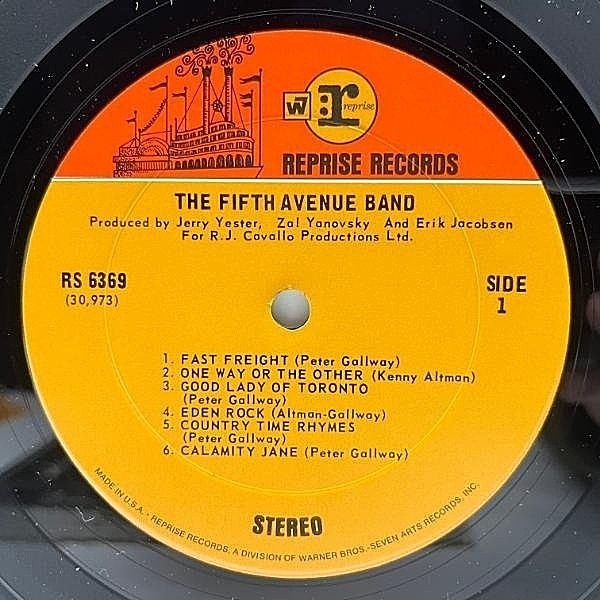 W
r
reprise
REPRISE RECORDS
THE FIFTH AVENUE BAND
Produced by Jerry Yester, Zal Yanovsky And Erik Jacobsen
For R.J. Cavallo Productions Ltd.
RS 6369
(30,973)
SIDE
1
1. FAST FREIGHT (Peter Gallway)
2. ONE WAY OR THE OTHER (Kenny Altman)
3. GOOD LADY OF TORONTO
(Peter Gallway)
4. EDEN ROCK (Altman-Gallway)
5. COUNTRY TIME RHYMES
(Peter Gallway)
6. CALAMITY JANE (Peter Gallway)
STEREO
MADE IN U.S.A. - REPRISE RECORDS, A DIVISION OF WARNER BROS.-SEVEN ARTS RECORDS, INC.